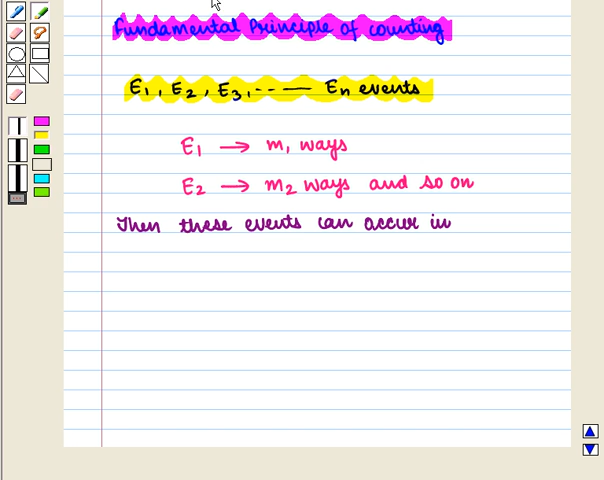 Fundamental Principle of counting
E1, E2, E3, ---- En events
E1 → m1 ways
E2 → m2 ways and so on
Then these events can occur in